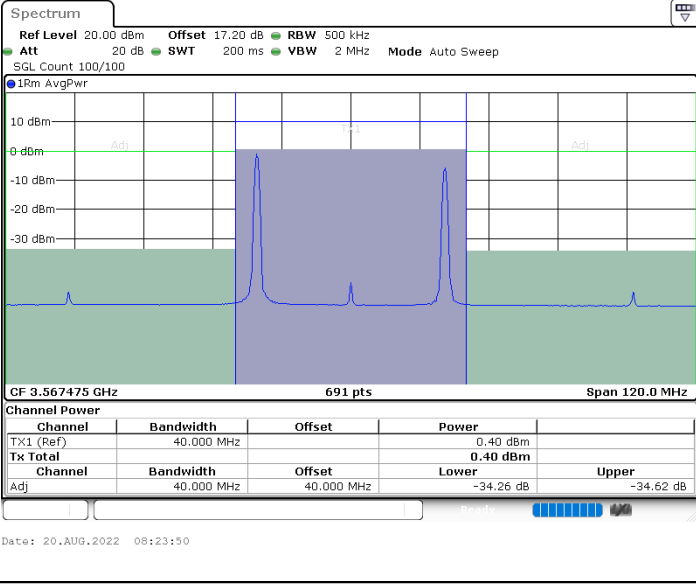 Spectrum
Ref Level 20.00 dBm Offset 17.20 dB RBW 500 kHz
Att 20 dB SWT 200 ms VBW 2 MHz Mode Auto Sweep
SGL Count 100/100
1Rm AvgPwr
10 dBm
TX1
Adj Adj
0 dBm
-10 dBm
-20 dBm
-30 dBm
CF 3.567475 GHz 691 pts Span 120.0 MHz
Channel Power
Channel Bandwidth Offset Power
TX1 (Ref) 40.000 MHz 0.40 dBm
Tx Total 0.40 dBm
Channel Bandwidth Offset Lower Upper
Adj 40.000 MHz 40.000 MHz -34.26 dB -34.62 dB
Ready
Date: 20.AUG.2022 08:23:50